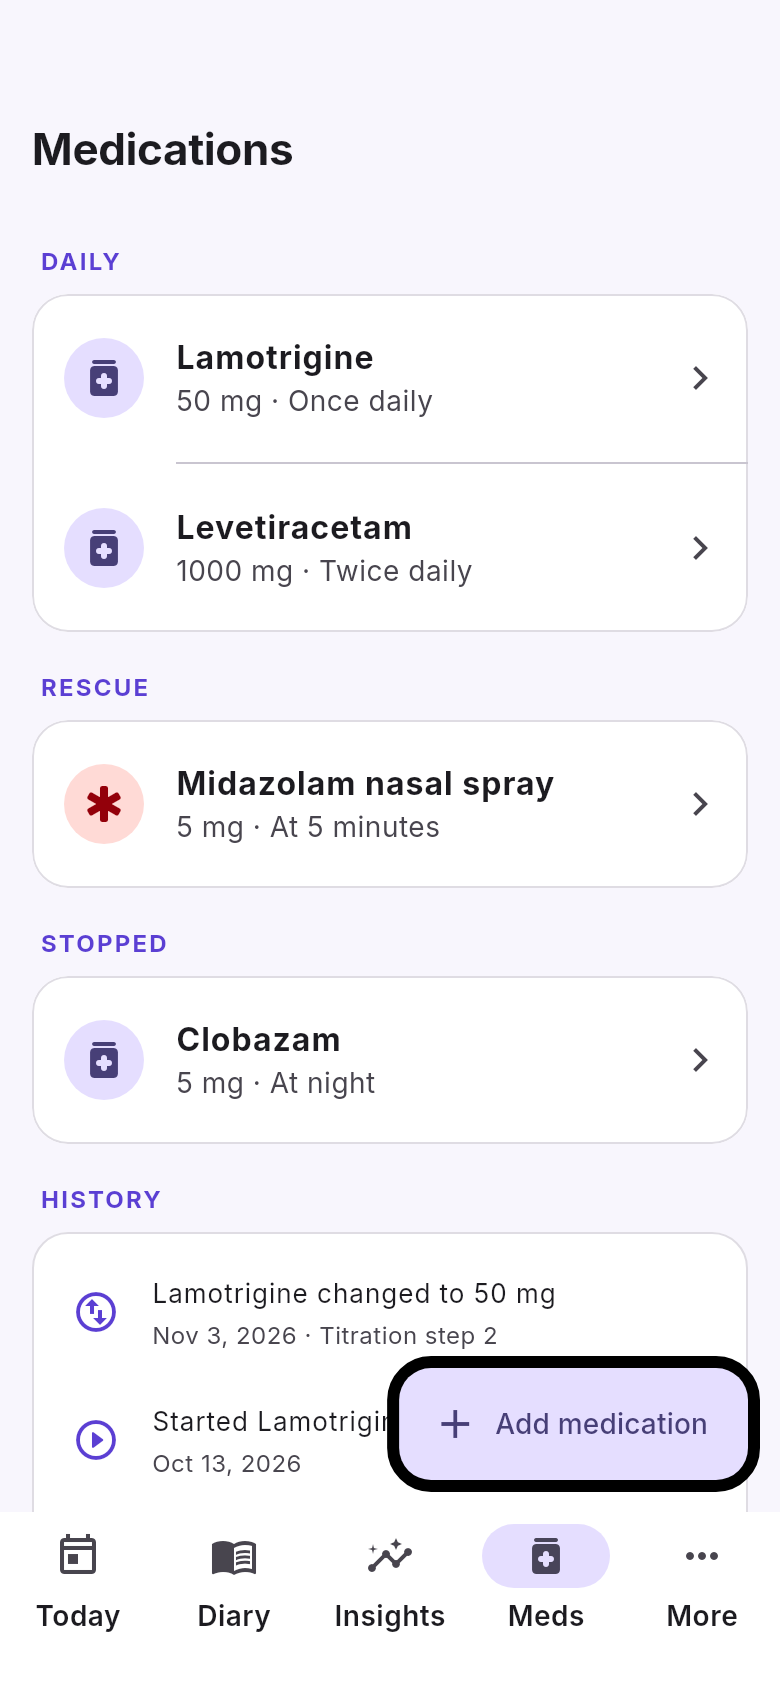 Medications
DAILY
Lamotrigine
50 mg · Once daily
Levetiracetam
1000 mg · Twice daily
RESCUE
Midazolam nasal spray
5 mg · At 5 minutes
STOPPED
Clobazam
5 mg · At night
HISTORY
Lamotrigine changed to 50 mg
Nov 3, 2026 · Titration step 2
Started
Oct 13, 2026
Add medication
Today
Diary
Insights
Meds
More